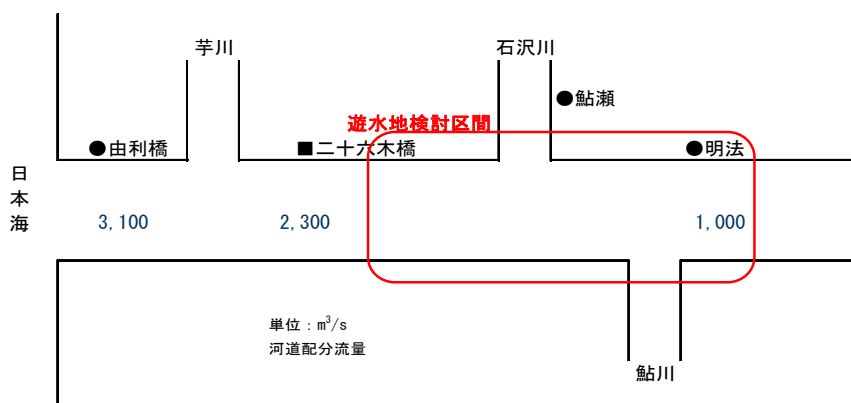 芋川
石沢川
●鮎瀬
遊水地検討区間
●由利橋
■二十六木橋
●明法
日本海
3,100
2,300
1,000
単位：m³/s
河道配分流量
鮎川